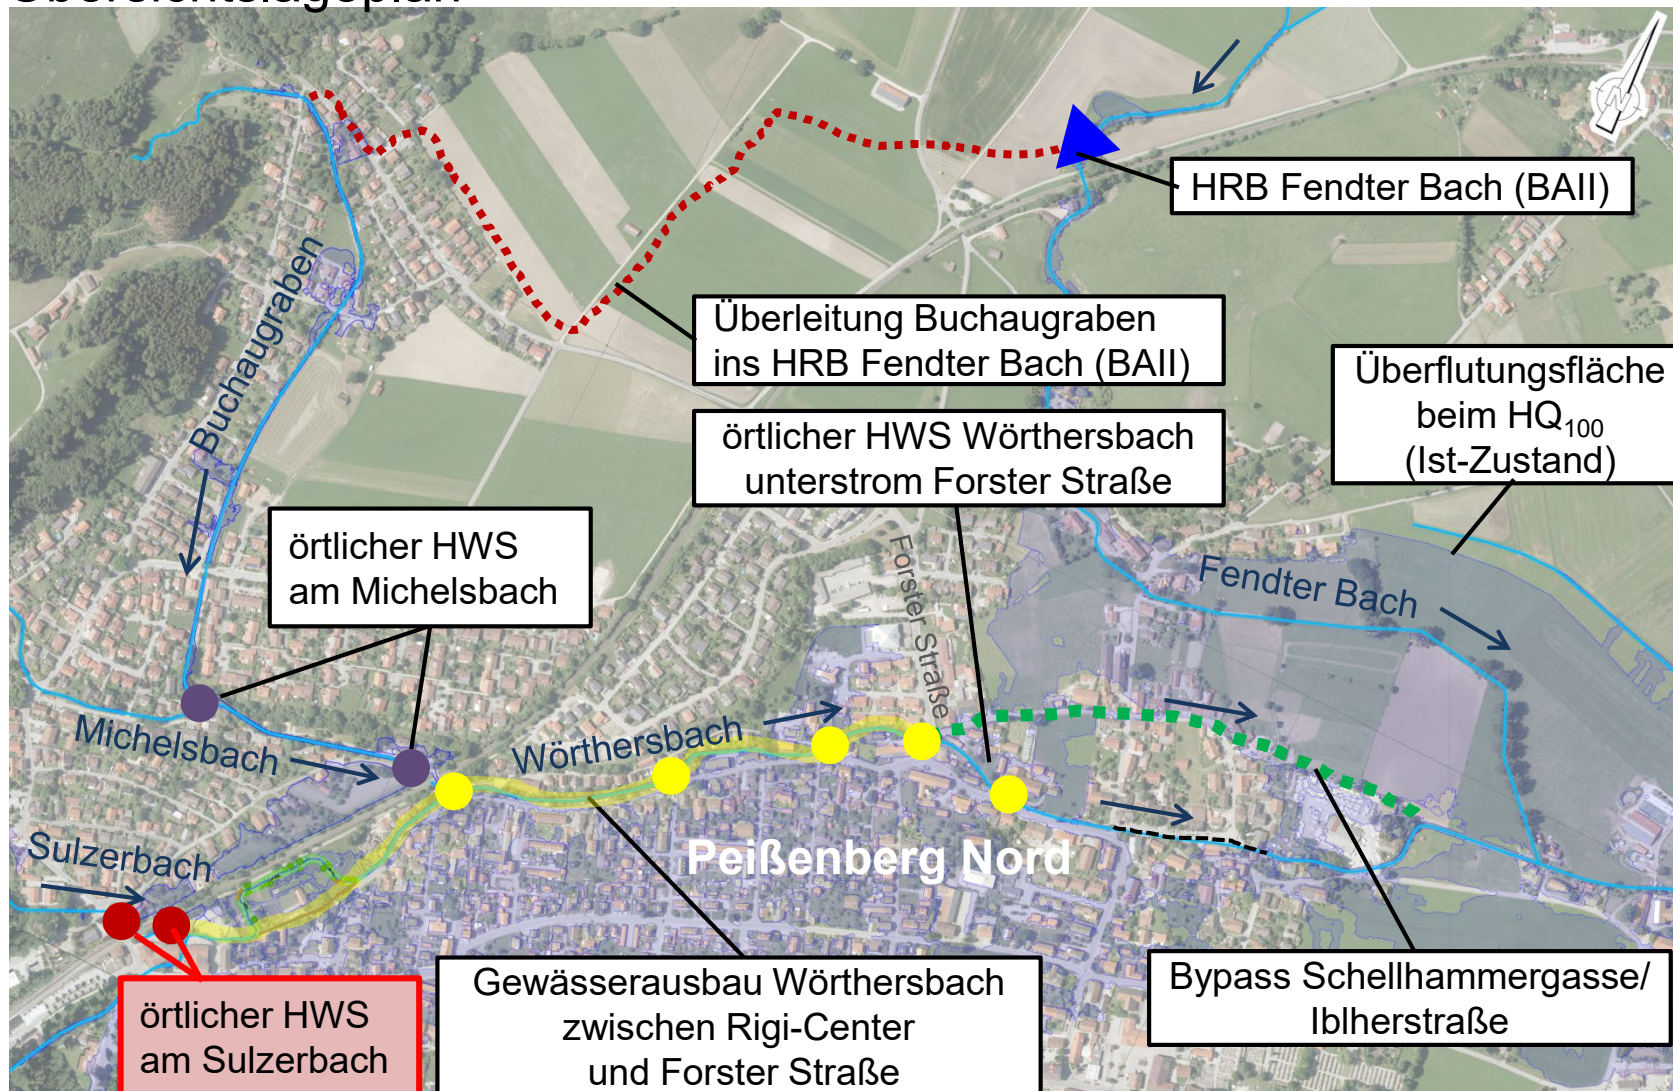 Übersichtslageplan
N
HRB Fendter Bach (BAII)
Buchaugraben
Überleitung Buchaugraben
ins HRB Fendter Bach (BAII)
Überflutungsfläche
beim HQ100
(Ist-Zustand)
örtlicher HWS Wörthersbach
unterstrom Forster Straße
örtlicher HWS
am Michelsbach
Forster Straße
Fendter Bach
Michelsbach
Wörthersbach
Sulzerbach
Peißenberg Nord
örtlicher HWS
am Sulzerbach
Gewässerausbau Wörthersbach
zwischen Rigi-Center
und Forster Straße
Bypass Schellhammergasse/
Iblherstraße